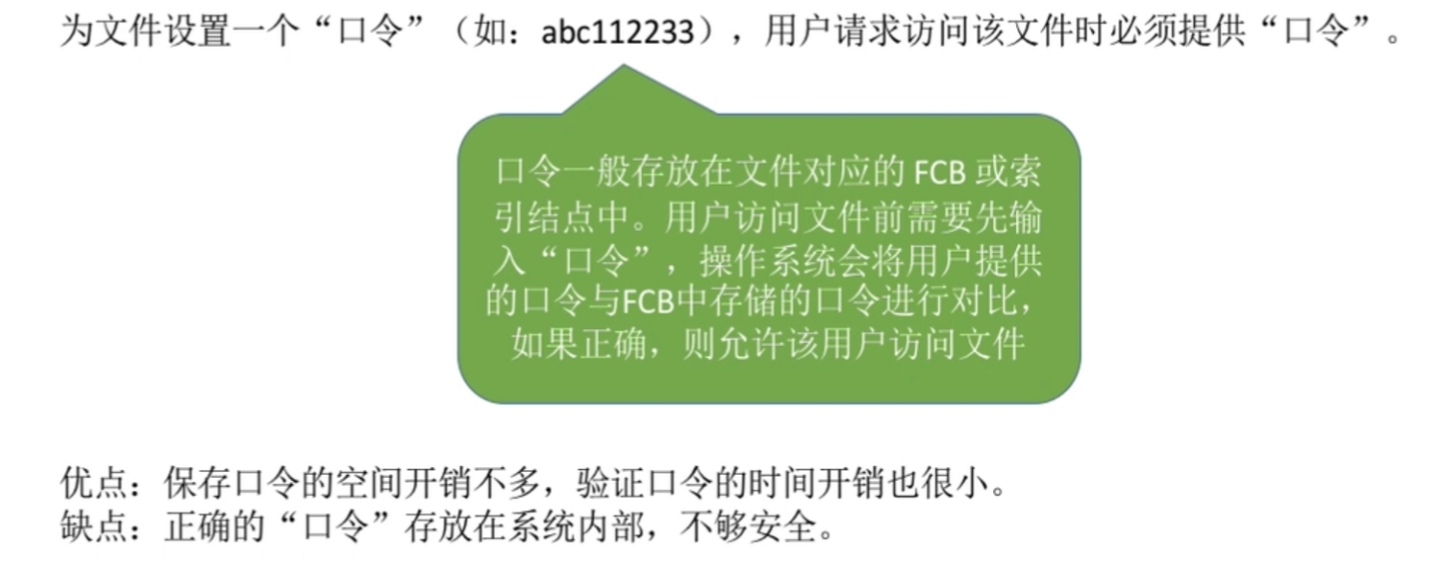 为文件设置一个“口令”（如：abc112233），用户请求访问该文件时必须提供“口令”。
口令一般存放在文件对应的 FCB 或索
引结点中。用户访问文件前需要先输
入“口令”，操作系统会将用户提供
的口令与FCB中存储的口令进行对比，
如果正确，则允许该用户访问文件
优点：保存口令的空间开销不多，验证口令的时间开销也很小。
缺点：正确的“口令”存放在系统内部，不够安全。